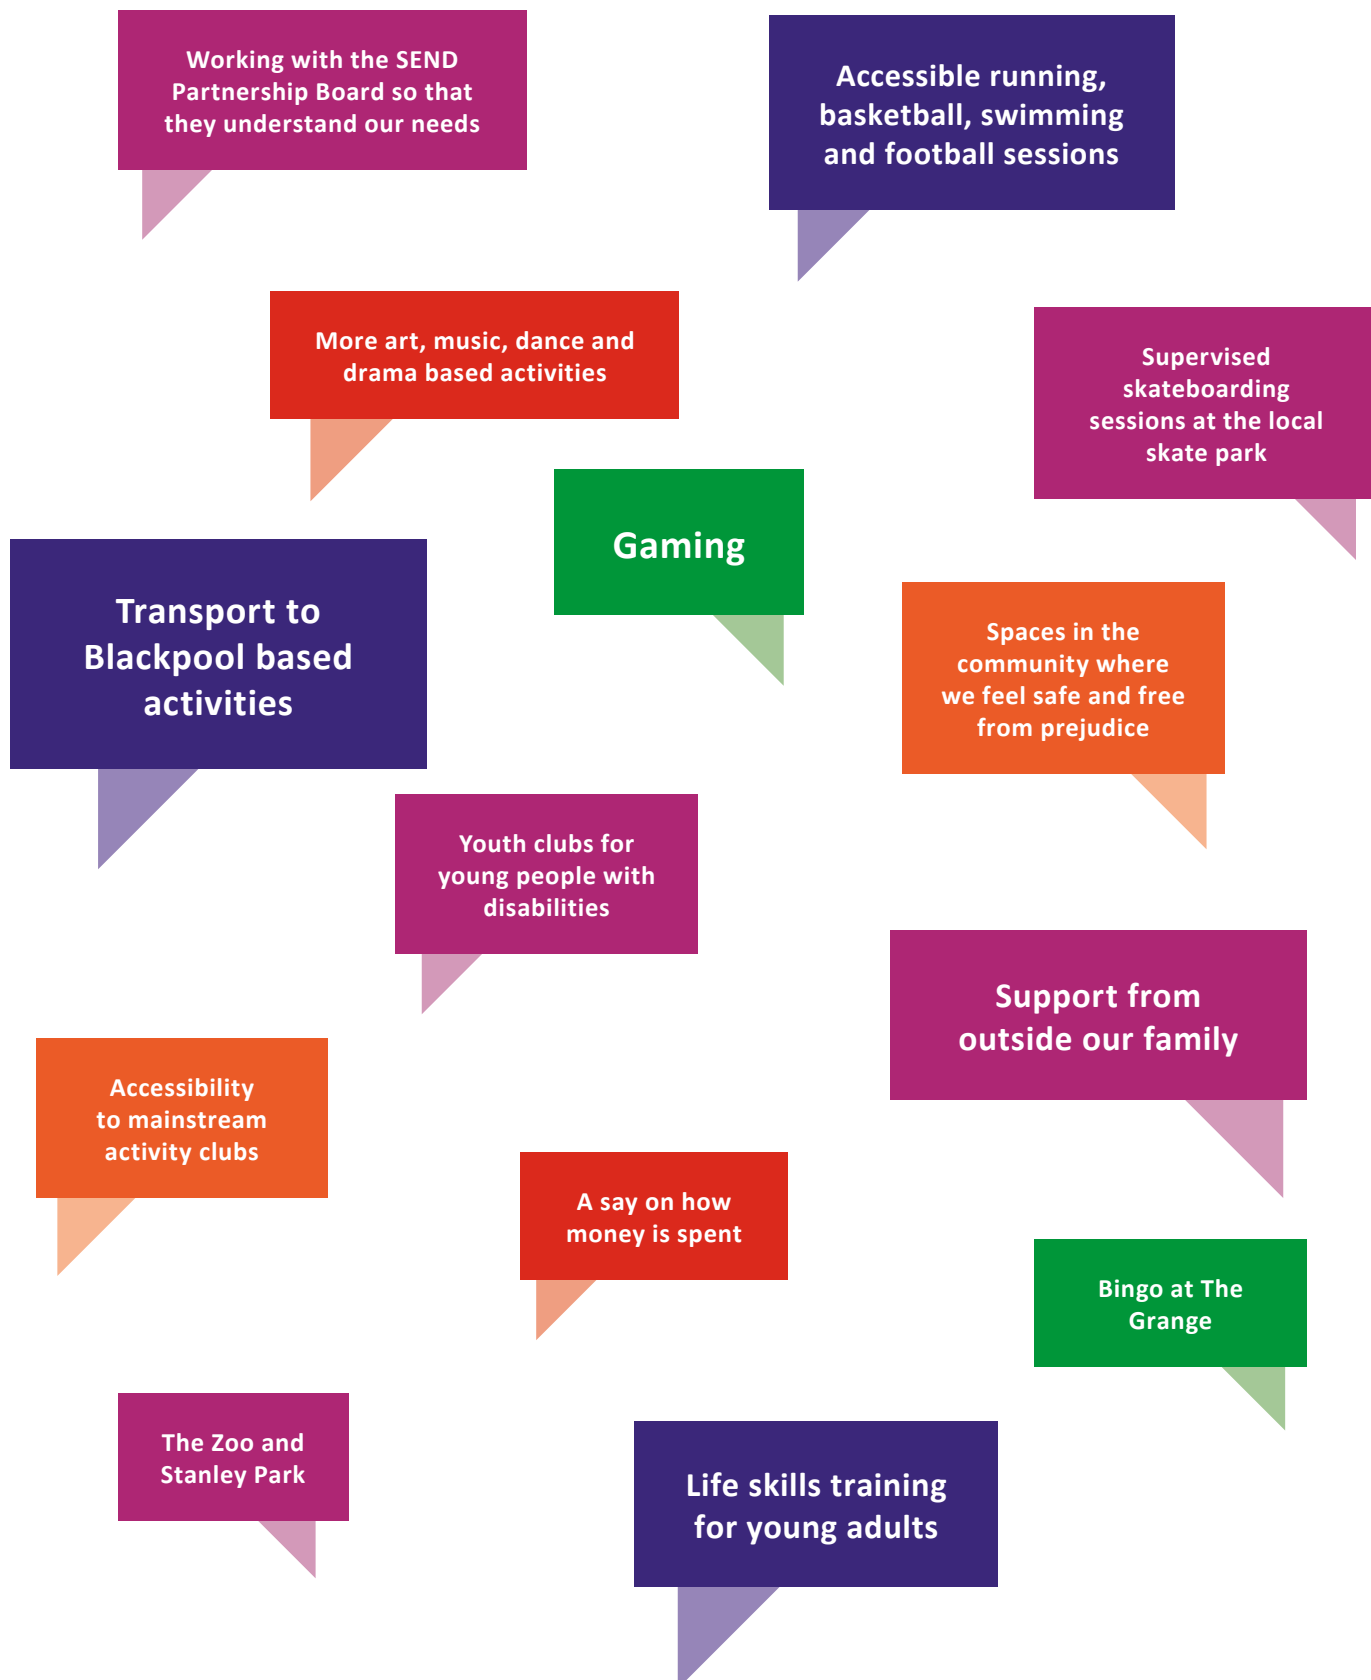 Working with the SEND
Partnership Board so that
they understand our needs
Accessible running,
basketball, swimming
and football sessions
More art, music, dance and
drama based activities
Supervised
skateboarding
sessions at the local
skate park
Gaming
Transport to
Blackpool based
activities
Spaces in the
community where
we feel safe and free
from prejudice
Youth clubs for
young people with
disabilities
Support from
outside our family
Accessibility
to mainstream
activity clubs
A say on how
money is spent
Bingo at The
Grange
The Zoo and
Stanley Park
Life skills training
for young adults